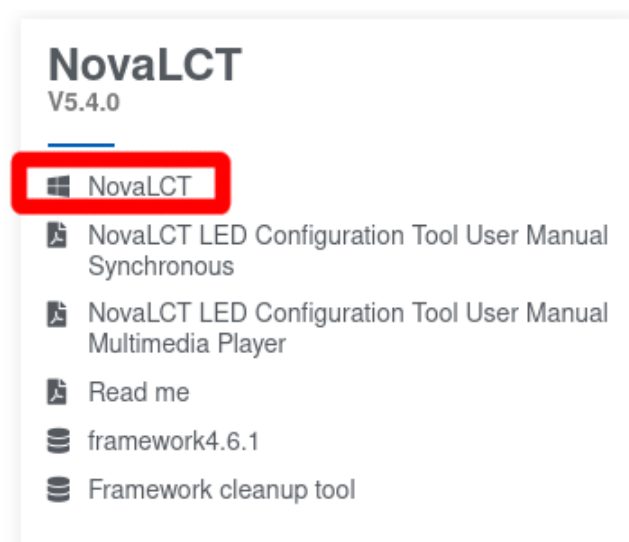 NovaLCT
V5.4.0
NovaLCT
NovaLCT LED Configuration Tool User Manual
Synchronous
NovaLCT LED Configuration Tool User Manual
Multimedia Player
Read me
framework4.6.1
Framework cleanup tool